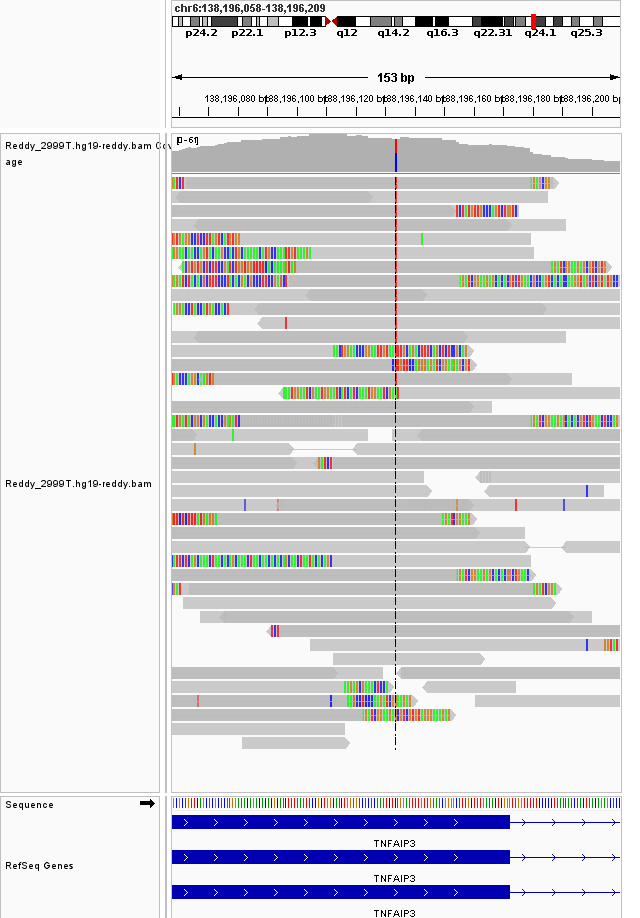 chr6:138,196,058-138,196,209
p24.2 p22.1 p12.3 q12 q14.2 q16.3 q22.31 q24.1 q25.3
153 bp
138,196,080 bp 138,196,100 bp 138,196,120 bp 138,196,140 bp 138,196,160 bp 138,196,180 bp 138,196,200 bp
Reddy_2999T.hg19-reddy.bam Cov
age
[0-61]
Reddy_2999T.hg19-reddy.bam
Sequence
TNFAIP3
RefSeq Genes
TNFAIP3
TNFAIP3